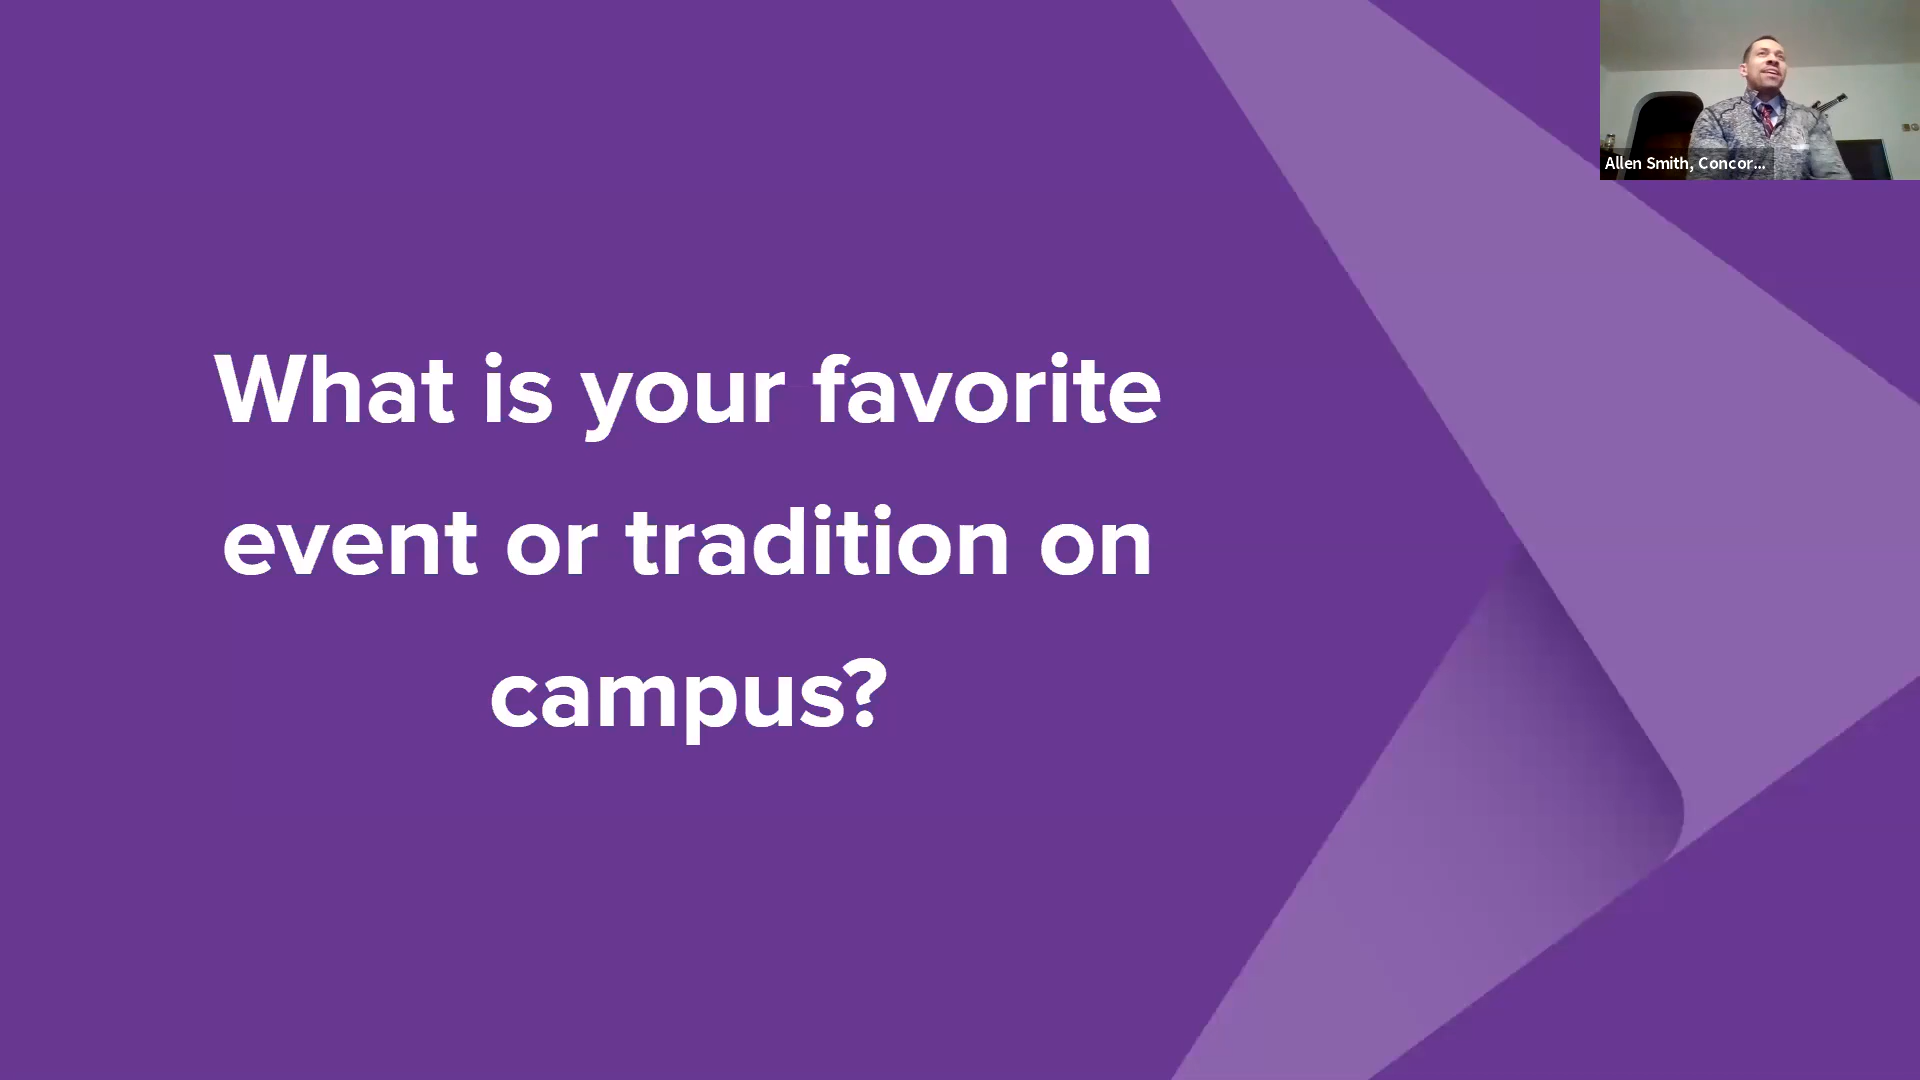 Allen Smith, Concor...
What is your favorite
event or tradition on
campus?